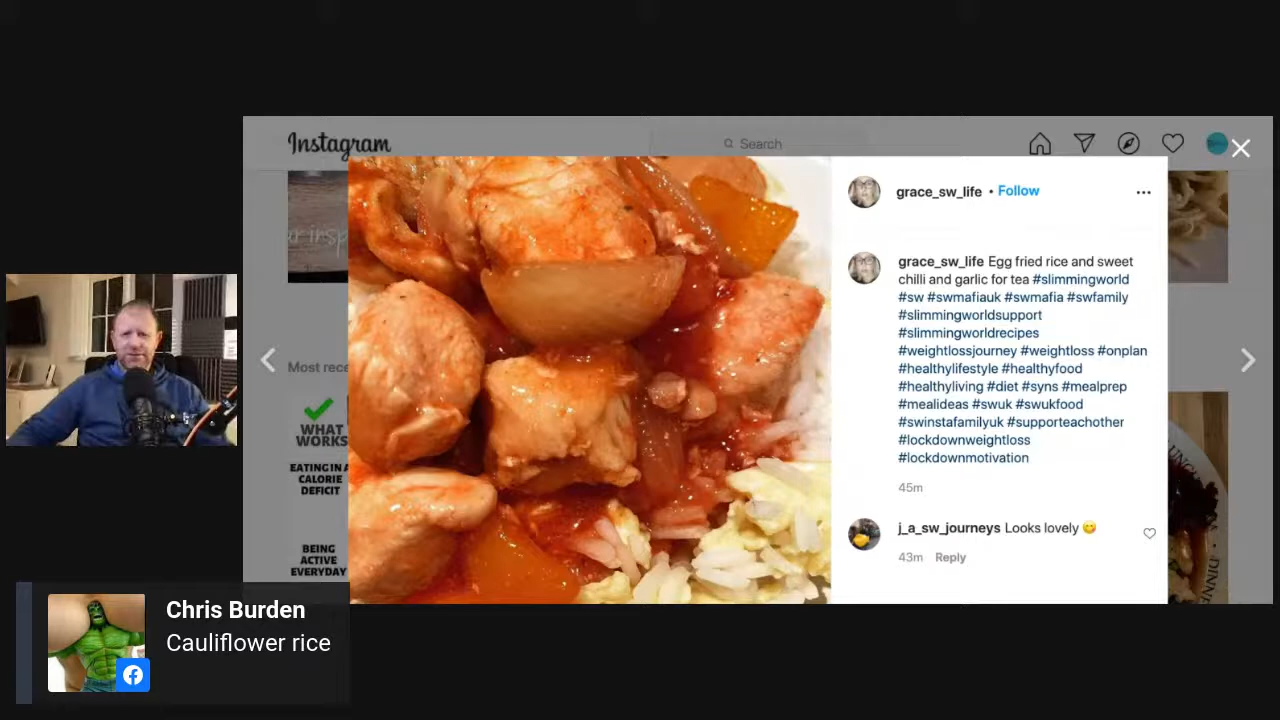 Instagram
Search
grace_sw_life • Follow
grace_sw_life Egg fried rice and sweet
chilli and garlic for tea #slimmingworld
#sw #swmafiauk #swmafia #swfamily
#slimmingworldsupport
#slimmingworldrecipes
#weightlossjourney #weightloss #onplan
#healthylifestyle #healthyfood
#healthyliving #diet #syns #mealprep
#mealideas #swuk #swukfood
#swinstafamilyuk #supporteachother
#lockdownweightloss
#lockdownmotivation
45m
j_a_sw_journeys Looks lovely 😋
43m Reply
Most rece
WHAT
WORKS
EATING IN A
CALORIE
DEFICIT
BEING
ACTIVE
EVERYDAY
DINNE
Chris Burden
Cauliflower rice